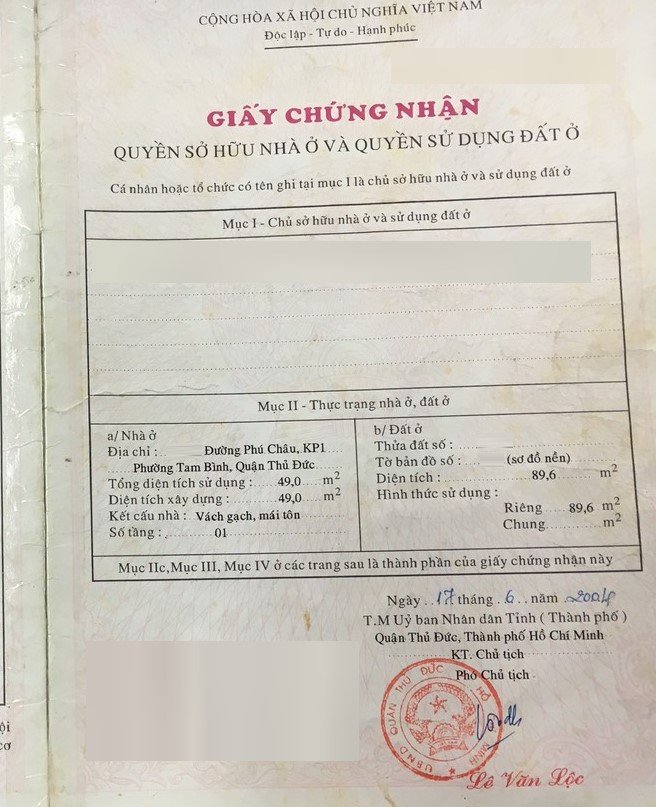 CỘNG HÒA XÃ HỘI CHỦ NGHĨA VIỆT NAM
Độc lập - Tự do - Hạnh phúc
GIẤY CHỨNG NHẬN
QUYỀN SỞ HỮU NHÀ Ở VÀ QUYỀN SỬ DỤNG ĐẤT Ở
Cá nhân hoặc tổ chức có tên ghi tại mục I là chủ sở hữu nhà ở và sử dụng đất ở
Mục I - Chủ sở hữu nhà ở và sử dụng đất ở
Mục II - Thực trạng nhà ở, đất ở
a/ Nhà ở
Địa chỉ : Đường Phú Châu, KP1
Phường Tam Bình, Quận Thủ Đức
Tổng diện tích sử dụng : 49,0 m2
Diện tích xây dựng : 49,0 m2
Kết cấu nhà : Vách gạch, mái tôn
Số tầng : 01
b/ Đất ở
Thửa đất số :
Tờ bản đồ số : (sơ đồ nền)
Diện tích : 89,6 m2
Hình thức sử dụng :
Riêng 89,6 m2
Chung m2
Mục IIc, Mục III, Mục IV ở các trang sau là thành phần của giấy chứng nhận này
Ngày 17 tháng 6 năm 2004
T.M Uỷ ban Nhân dân Tỉnh ( Thành phố )
Quận Thủ Đức, Thành phố Hồ Chí Minh
KT. Chủ tịch
Phó Chủ tịch
UBND QUẬN THỦ ĐỨC HỒ MINH
Lê Văn Lộc